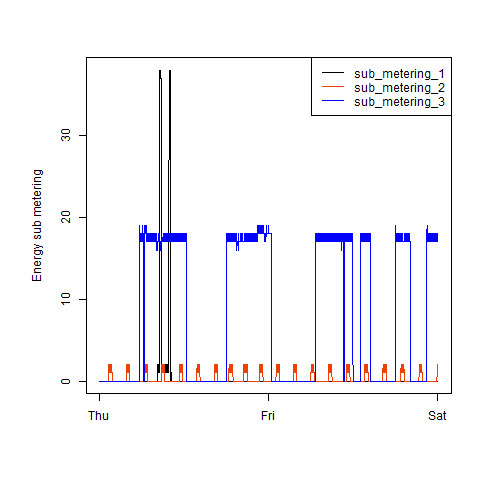 sub_metering_1
sub_metering_2
sub_metering_3
Energy sub metering
30
20
10
0
Thu
Fri
Sat